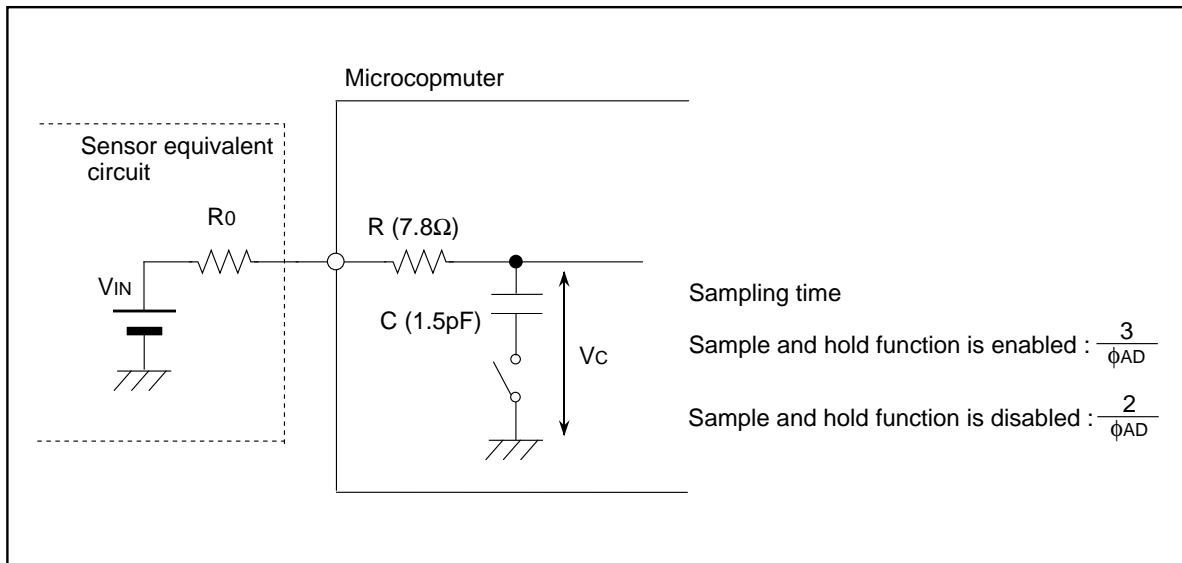 Microcopmuter
Sensor equivalent
circuit
R0
R (7.8Ω)
VIN
C (1.5pF)
VC
Sampling time
Sample and hold function is enabled : 3/ϕAD
Sample and hold function is disabled : 2/ϕAD